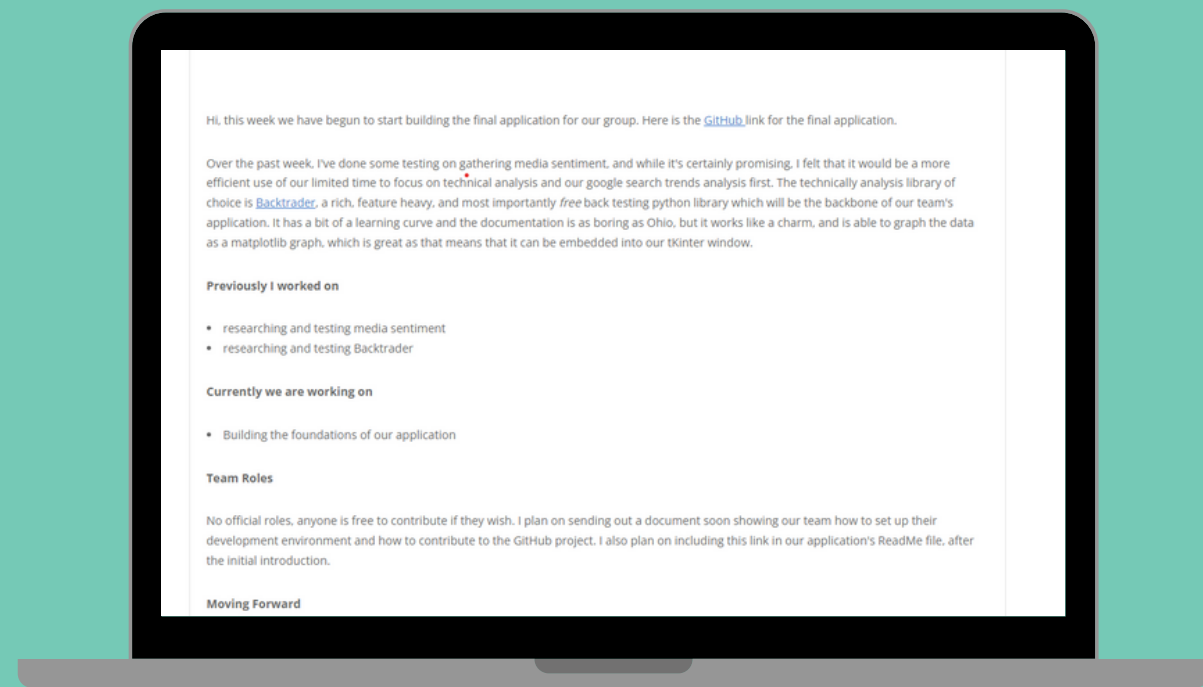 Hi, this week we have begun to start building the final application for our group. Here is the GitHub link for the final application.
Over the past week, I've done some testing on gathering media sentiment, and while it's certainly promising, I felt that it would be a more
efficient use of our limited time to focus on technical analysis and our google search trends analysis first. The technically analysis library of
choice is Backtrader, a rich, feature heavy, and most importantly free back testing python library which will be the backbone of our team's
application. It has a bit of a learning curve and the documentation is as boring as Ohio, but it works like a charm, and is able to graph the data
as a matplotlib graph, which is great as that means that it can be embedded into our tKinter window.
Previously I worked on
• researching and testing media sentiment
• researching and testing Backtrader
Currently we are working on
• Building the foundations of our application
Team Roles
No official roles, anyone is free to contribute if they wish. I plan on sending out a document soon showing our team how to set up their
development environment and how to contribute to the GitHub project. I also plan on including this link in our application's ReadMe file, after
the initial introduction.
Moving Forward